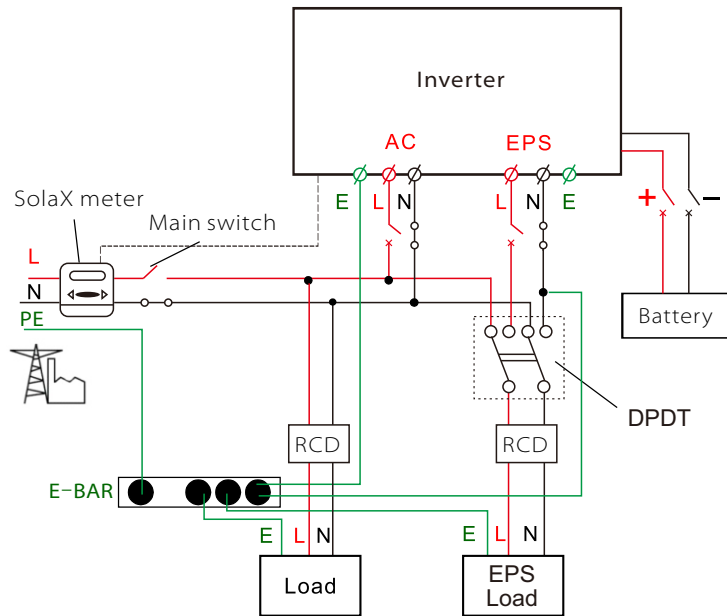 Inverter
AC
EPS
E
L
N
L
N
E
SolaX meter
Main switch
+
−
L
N
PE
Battery
DPDT
RCD
RCD
E-BAR
E
L
N
E
L
N
Load
EPS
Load